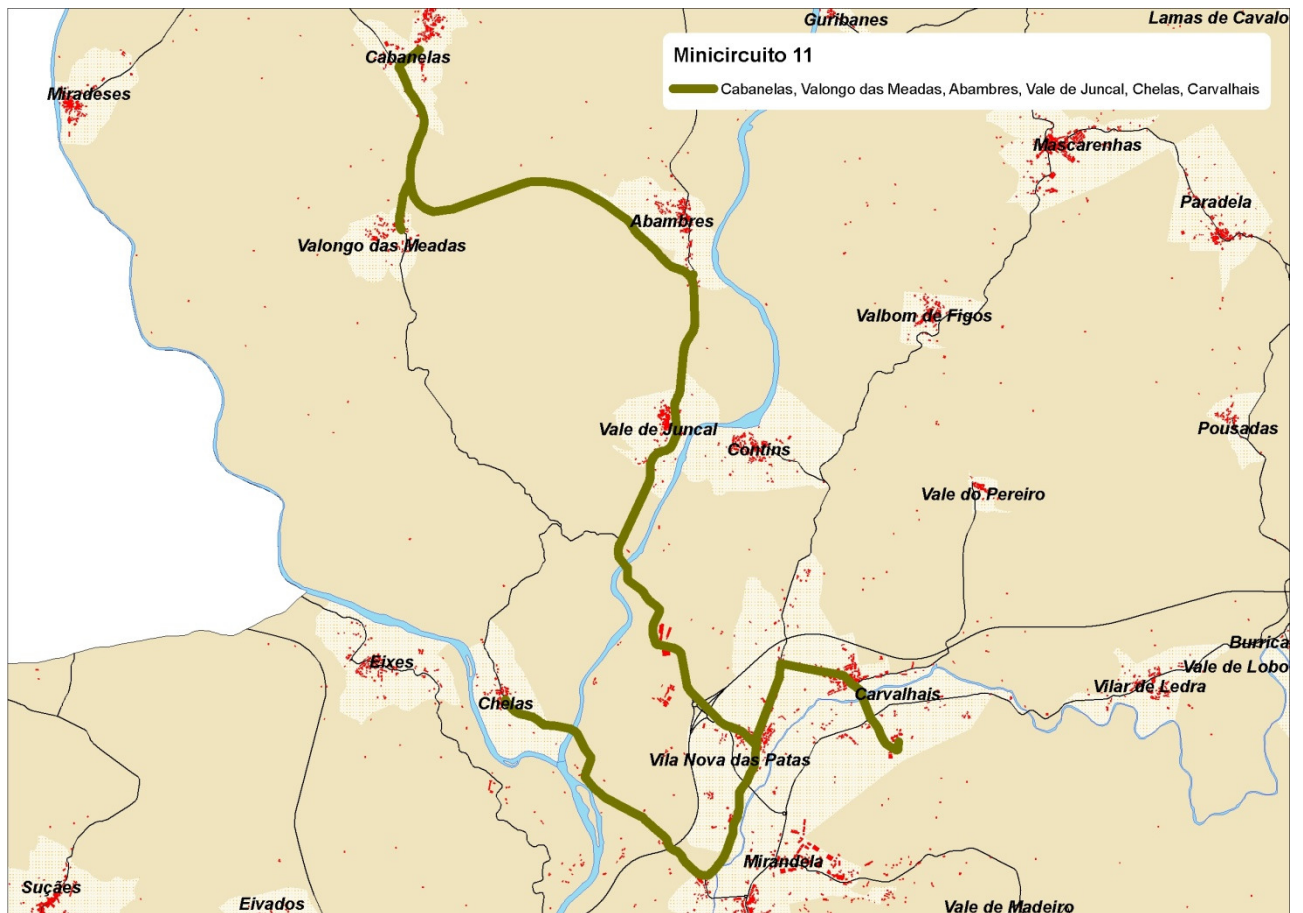 Guribanes
Lamas de Cavalo
Minicircuito 11
Cabanelas, Valongo das Meadas, Abambres, Vale de Juncal, Chelas, Carvalhais
Cabanelas
Miradeses
Mascarenhas
Paradela
Abambres
Valongo das Meadas
Valbom de Figos
Vale de Juncal
Pousadas
Contins
Vale do Pereiro
Burrica
Eixes
Vale de Lobo
Vilar de Ledra
Carvalhais
Chelas
Vila Nova das Patas
Mirandela
Suçães
Eivados
Vale de Madeiro